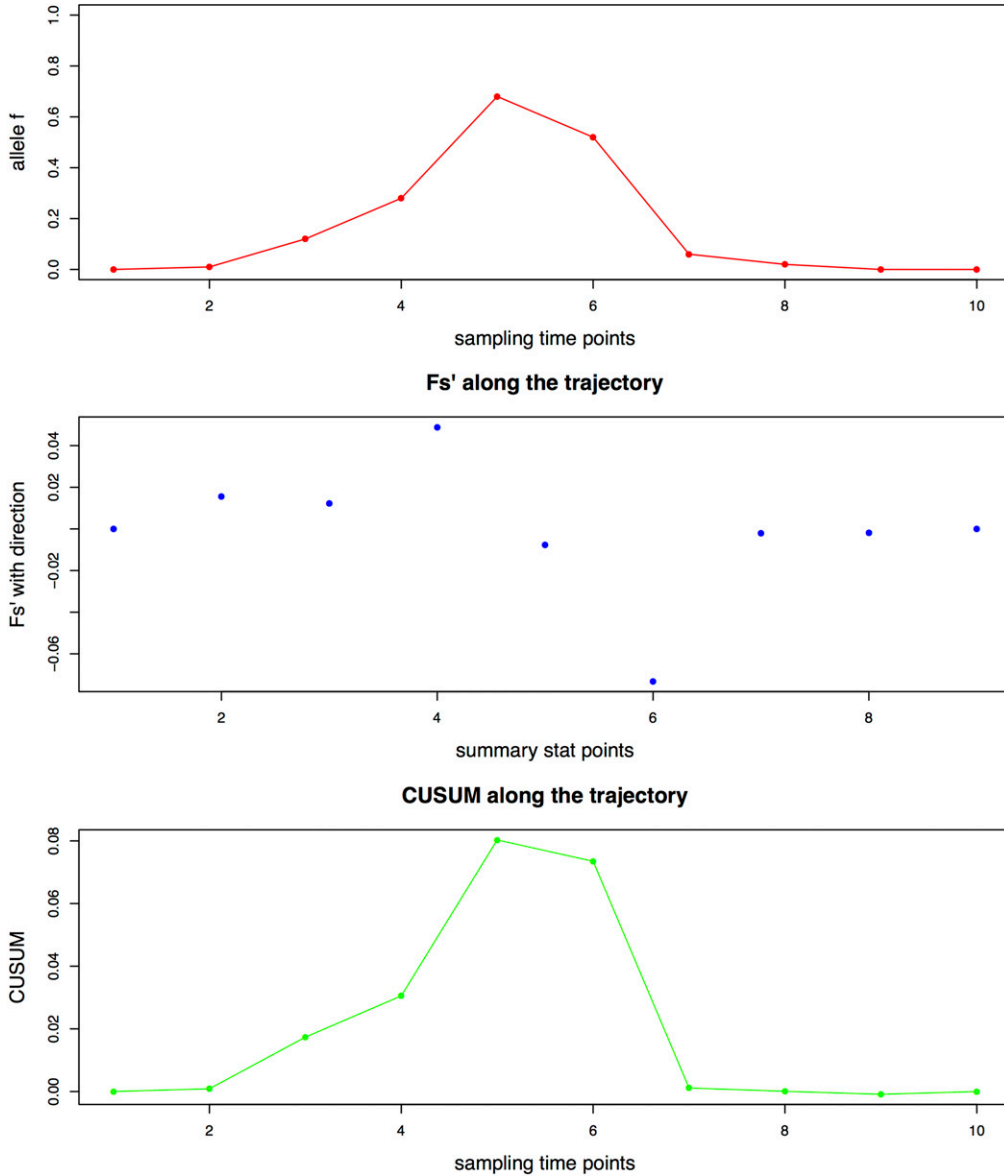 1.0
0.8
0.6
0.4
0.2
0.0
allele f
2 4 6 8 10
sampling time points
Fs' along the trajectory
0.04
0.02
−0.02
−0.06
Fs' with direction
2 4 6 8
summary stat points
CUSUM along the trajectory
0.08
0.06
0.04
0.02
0.00
CUSUM
2 4 6 8 10
sampling time points